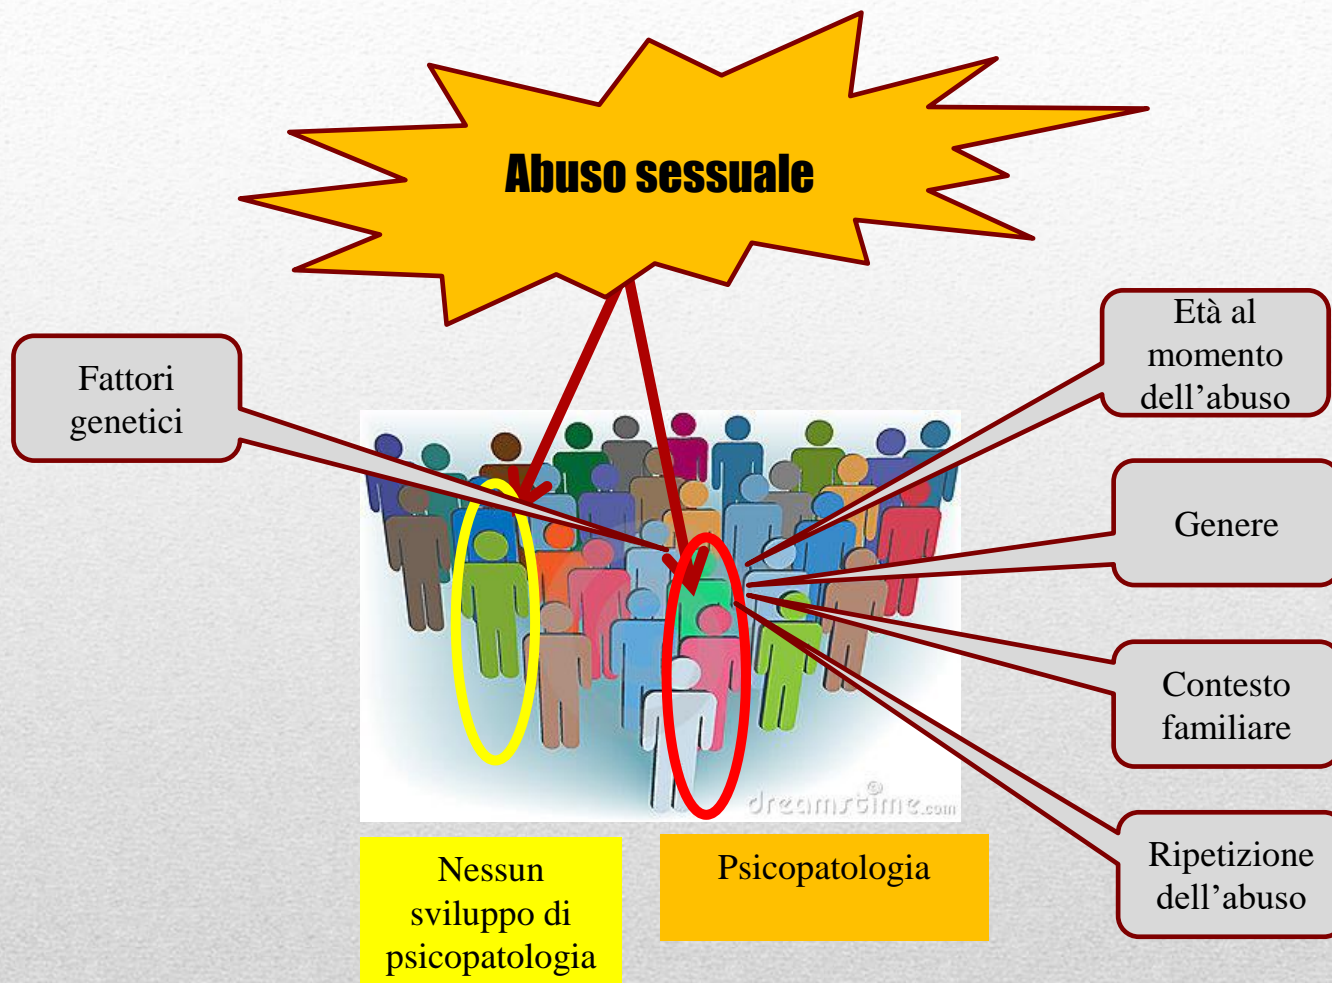 Abuso sessuale
Fattori
genetici
Età al
momento
dell’abuso
Genere
Contesto
familiare
Ripetizione
dell’abuso
dreamstime.com
Nessun
sviluppo di
psicopatologia
Psicopatologia